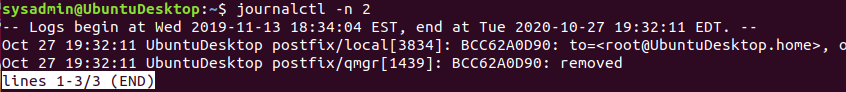 sysadmin@UbuntuDesktop:~$ journalctl -n 2
-- Logs begin at Wed 2019-11-13 18:34:04 EST, end at Tue 2020-10-27 19:32:11 EDT. --
Oct 27 19:32:11 UbuntuDesktop postfix/local[3834]: BCC62A0D90: to=<root@UbuntuDesktop.home>, o
Oct 27 19:32:11 UbuntuDesktop postfix/qmgr[1439]: BCC62A0D90: removed
lines 1-3/3 (END)